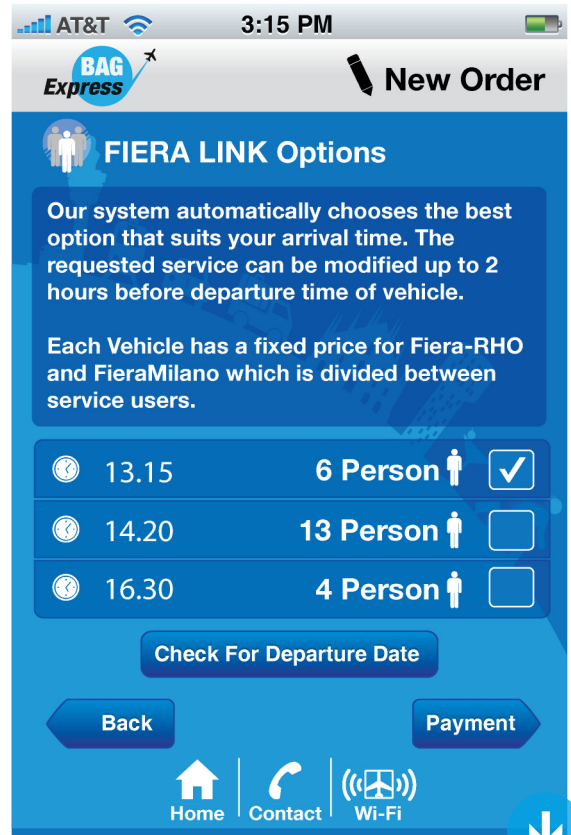 AT&T 3:15 PM
BAG
Express
New Order
FIERA LINK Options
Our system automatically chooses the best
option that suits your arrival time. The
requested service can be modified up to 2
hours before departure time of vehicle.
Each Vehicle has a fixed price for Fiera-RHO
and FieraMilano which is divided between
service users.
13.15 6 Person
14.20 13 Person
16.30 4 Person
Check For Departure Date
Back Payment
Home Contact Wi-Fi